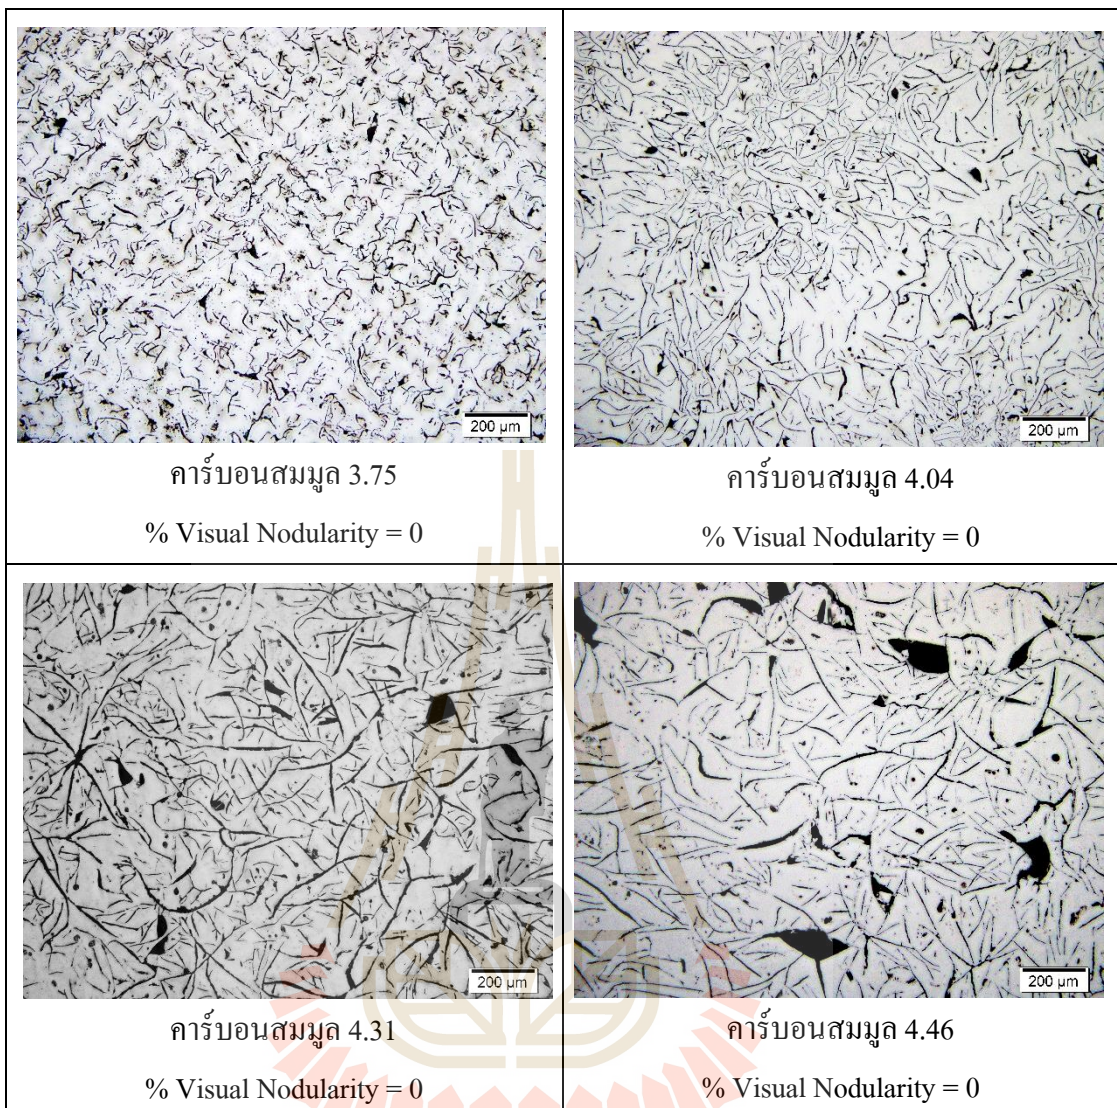 200 µm
200 µm
คาร์บอนสมมูล 3.75
คาร์บอนสมมูล 4.04
% Visual Nodularity = 0
% Visual Nodularity = 0
200 µm
200 µm
คาร์บอนสมมูล 4.31
คาร์บอนสมมูล 4.46
% Visual Nodularity = 0
% Visual Nodularity = 0